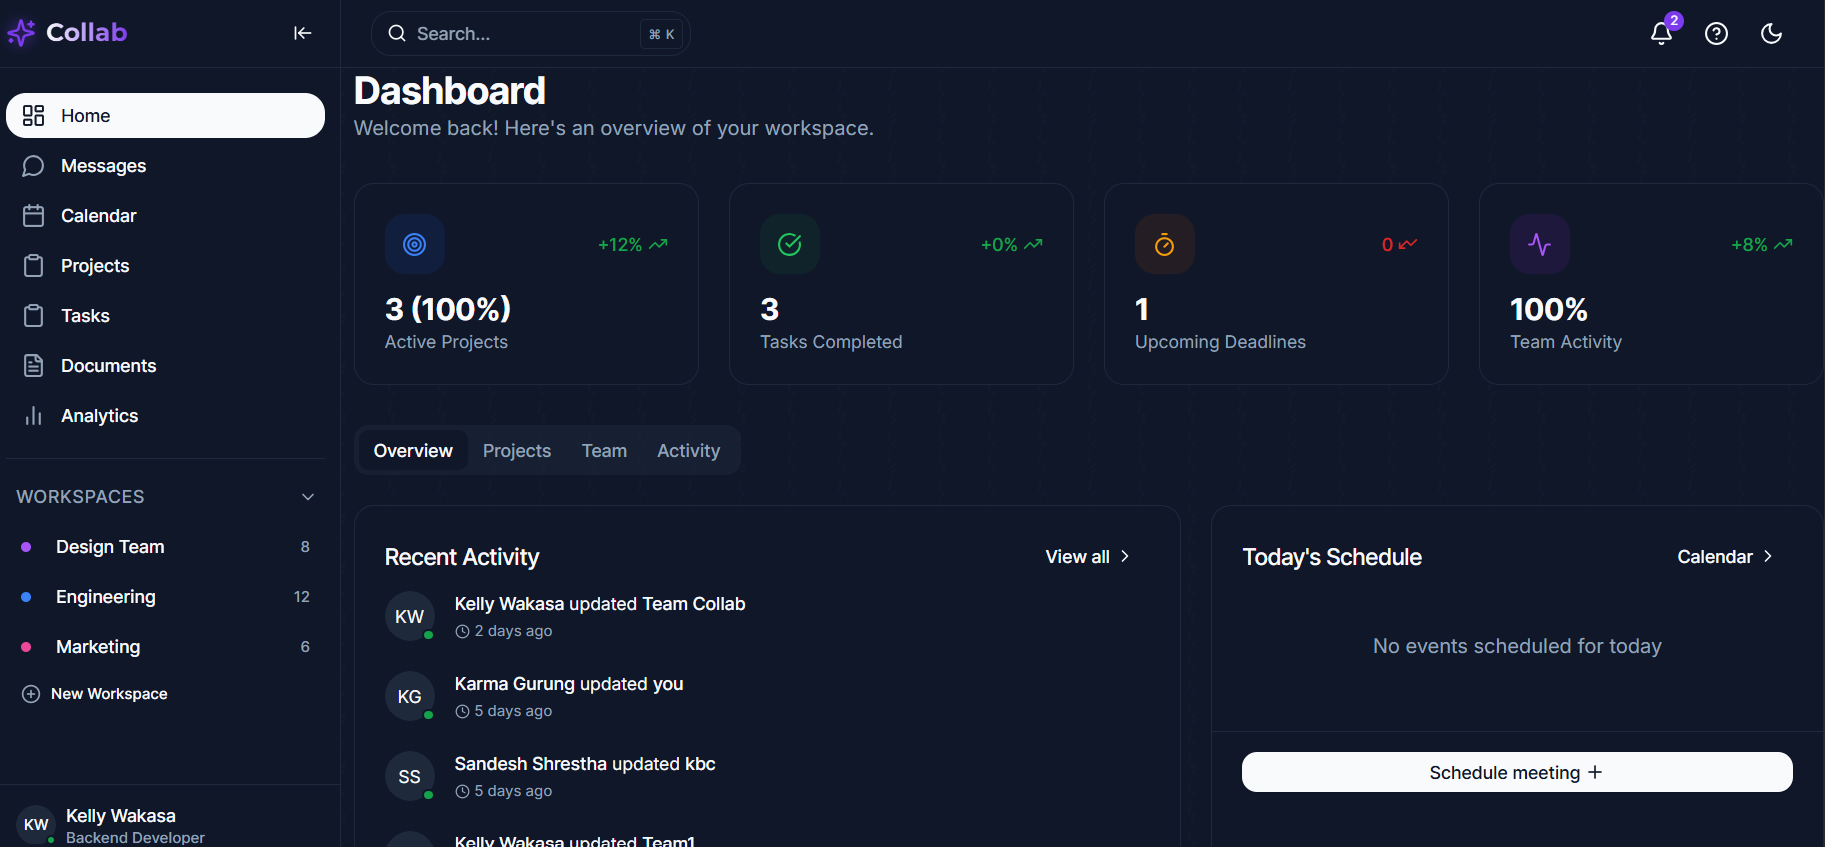 Collab
Search...
⌘ K
2
Home
Messages
Calendar
Projects
Tasks
Documents
Analytics
WORKSPACES
Design Team 8
Engineering 12
Marketing 6
New Workspace
KW
Kelly Wakasa
Backend Developer
Dashboard
Welcome back! Here's an overview of your workspace.
+12%
3 (100%)
Active Projects
+0%
3
Tasks Completed
0
1
Upcoming Deadlines
+8%
100%
Team Activity
Overview Projects Team Activity
Recent Activity
View all
KW
Kelly Wakasa updated Team Collab
2 days ago
KG
Karma Gurung updated you
5 days ago
SS
Sandesh Shrestha updated kbc
5 days ago
Kelly Wakasa updated Team1
Today's Schedule
Calendar
No events scheduled for today
Schedule meeting +